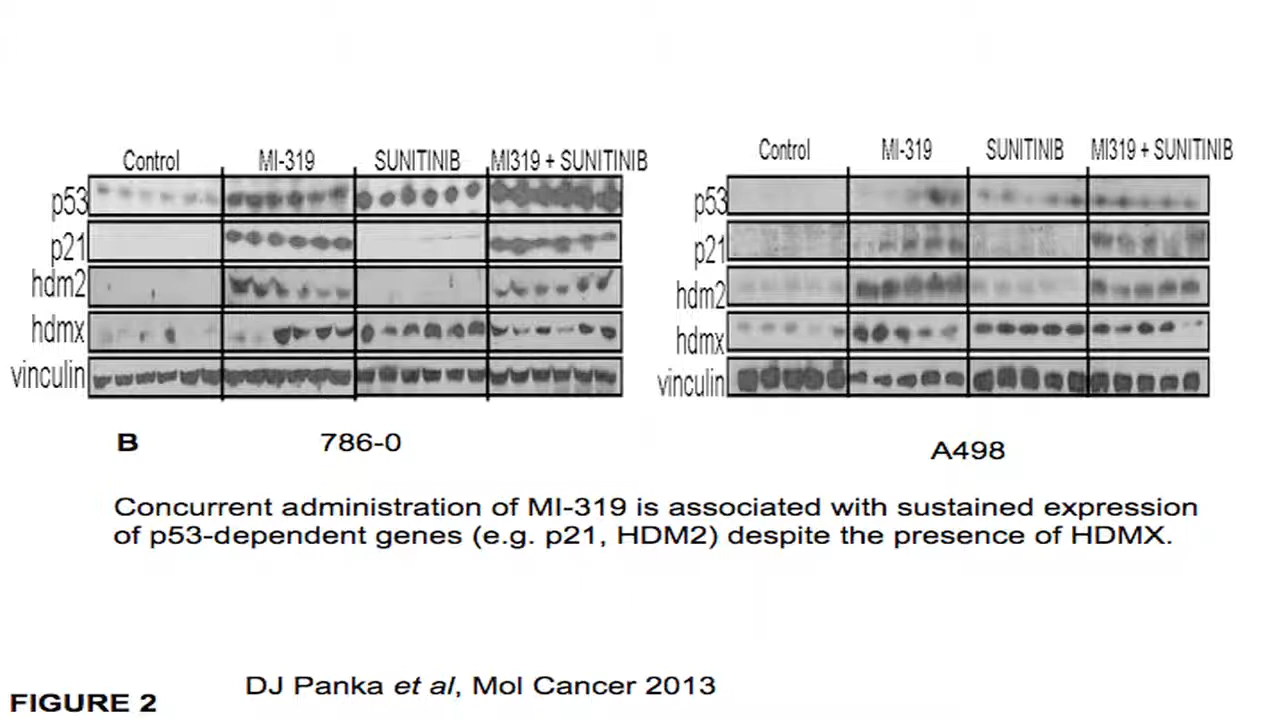 Control MI-319 SUNITINIB MI319 + SUNITINIB
p53
p21
hdm2
hdmx
vinculin
B 786-0
Control MI-319 SUNITINIB MI319 + SUNITINIB
p53
p21
hdm2
hdmx
vinculin
A498
Concurrent administration of MI-319 is associated with sustained expression
of p53-dependent genes (e.g. p21, HDM2) despite the presence of HDMX.
DJ Panka et al, Mol Cancer 2013
FIGURE 2